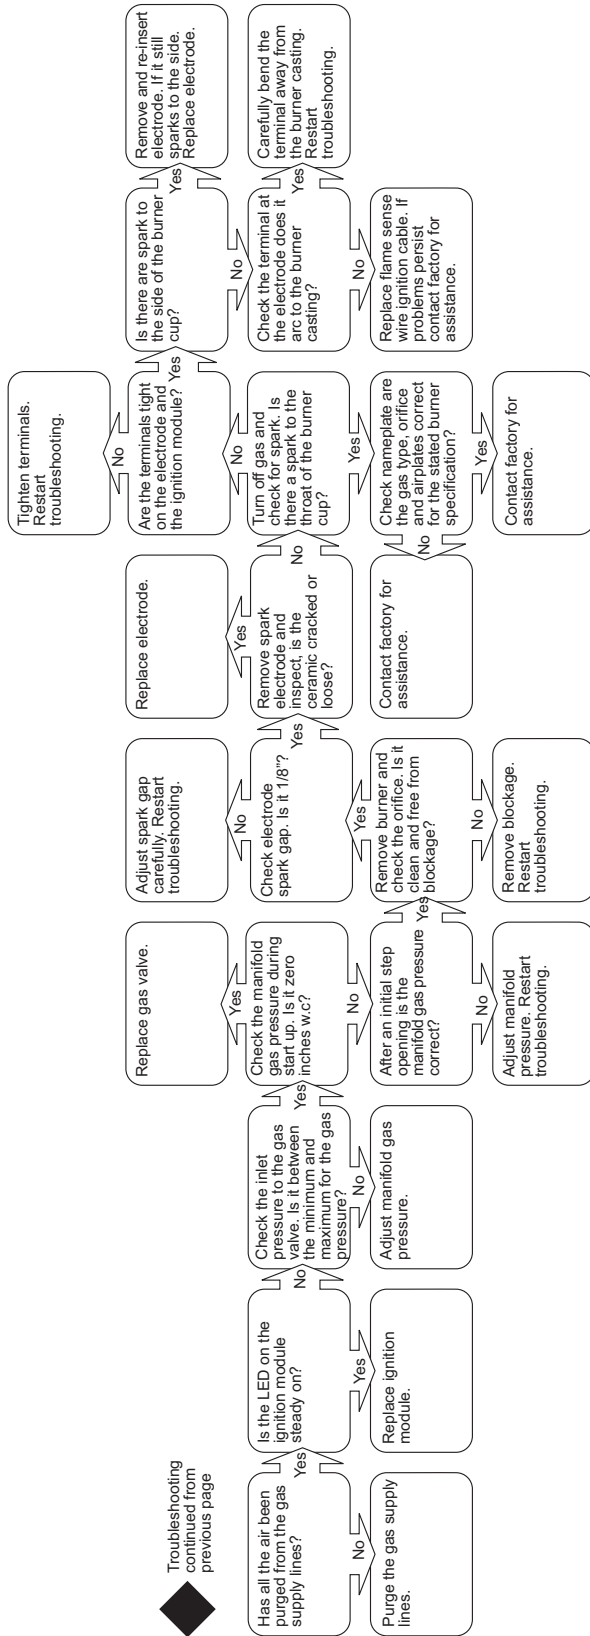 Troubleshooting
continued from
previous page
Has all the air been
purged from the gas
supply lines?
No
Purge the gas supply
lines.
Yes
Is the LED on the
ignition module
steady on?
Yes
Replace ignition
module.
No
Check the inlet
pressure to the gas
valve. Is it between
the minimum and
maximum for the gas
pressure?
No
Adjust manifold gas
pressure.
Yes
Check the manifold
gas pressure during
start up. Is it zero
inches w.c?
Yes
Replace gas valve.
No
After an initial step
opening is the
manifold gas pressure
correct?
No
Adjust manifold
pressure. Restart
troubleshooting.
Yes
Remove burner and
check the orifice. Is it
clean and free from
blockage?
No
Remove blockage.
Restart
troubleshooting.
Yes
Check electrode
spark gap. Is it 1/8"?
No
Adjust spark gap
carefully. Restart
troubleshooting.
Yes
Remove spark
electrode and
inspect, is the
ceramic cracked or
loose?
Yes
Replace electrode.
No
Turn off gas and
check for spark. Is
there a spark to the
throat of the burner
cup?
Yes
Check nameplate are
the gas type, orifice
and airplates correct
for the stated burner
specification?
No
Contact factory for
assistance.
Yes
Contact factory for
assistance.
No
Are the terminals tight
on the electrode and
the ignition module?
No
Tighten terminals.
Restart
troubleshooting.
Yes
Is there are spark to
the side of the burner
cup?
Yes
Remove and re-insert
electrode. If it still
sparks to the side.
Replace electrode.
No
Check the terminal at
the electrode does it
arc to the burner
casting?
Yes
Carefully bend the
terminal away from
the burner casting.
Restart
troubleshooting.
No
Replace flame sense
wire ignition cable. If
problems persist
contact factory for
assistance.